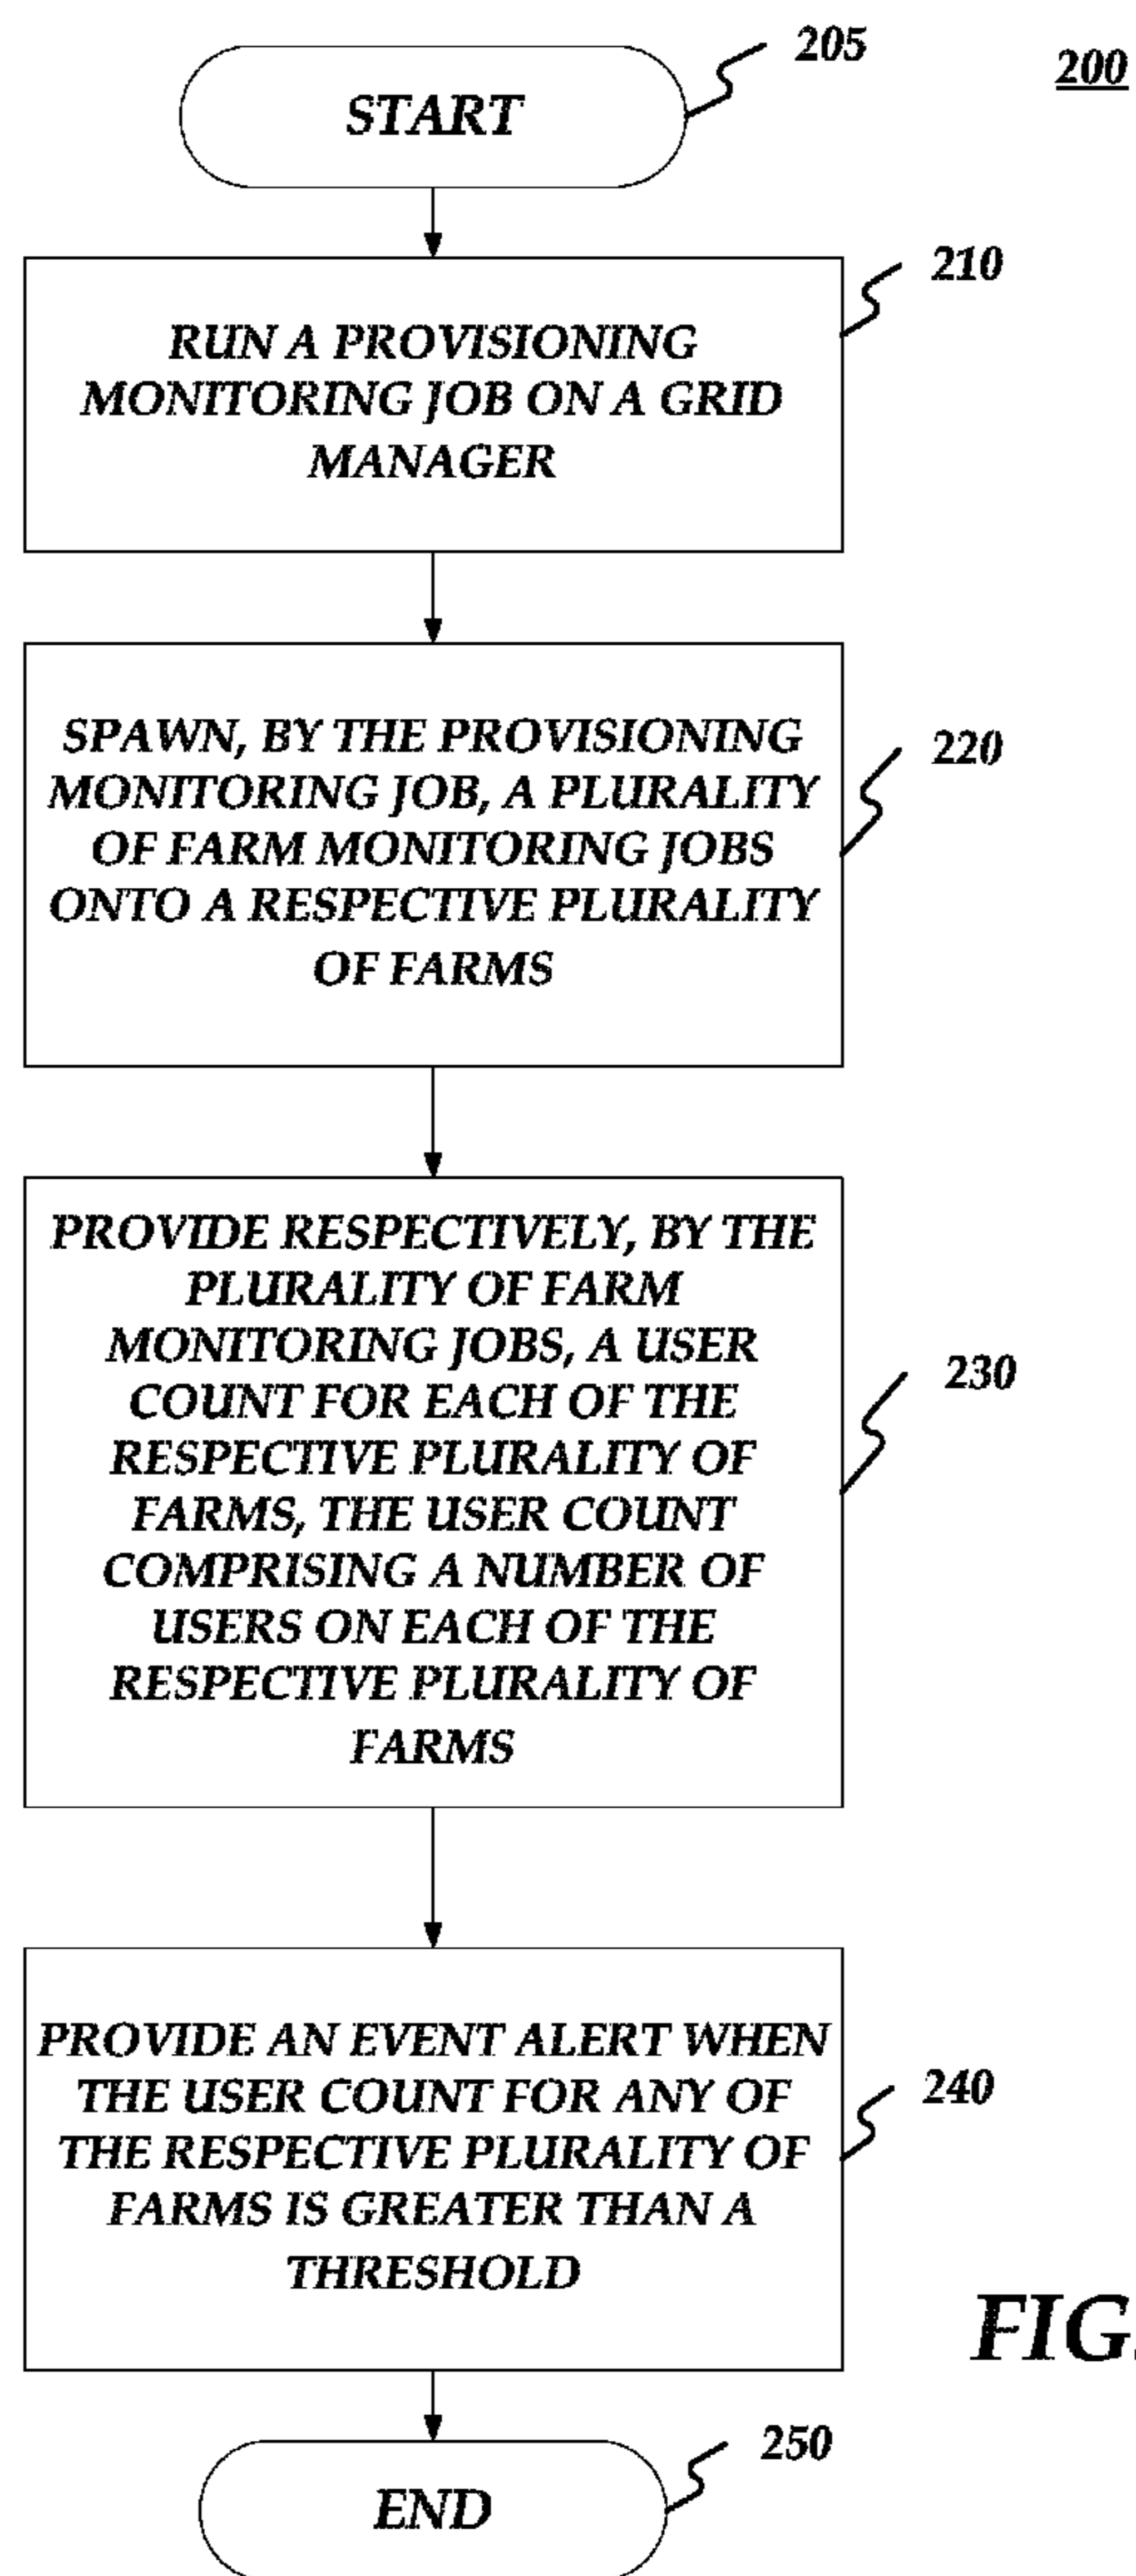 205
200
START
210
RUN A PROVISIONING
MONITORING JOB ON A GRID
MANAGER
220
SPAWN, BY THE PROVISIONING
MONITORING JOB, A PLURALITY
OF FARM MONITORING JOBS
ONTO A RESPECTIVE PLURALITY
OF FARMS
PROVIDE RESPECTIVELY, BY THE
PLURALITY OF FARM
MONITORING JOBS, A USER
COUNT FOR EACH OF THE
RESPECTIVE PLURALITY OF
FARMS, THE USER COUNT
COMPRISING A NUMBER OF
USERS ON EACH OF THE
RESPECTIVE PLURALITY OF
FARMS
230
PROVIDE AN EVENT ALERT WHEN
THE USER COUNT FOR ANY OF
THE RESPECTIVE PLURALITY OF
FARMS IS GREATER THAN A
THRESHOLD
240
FIG.
250
END